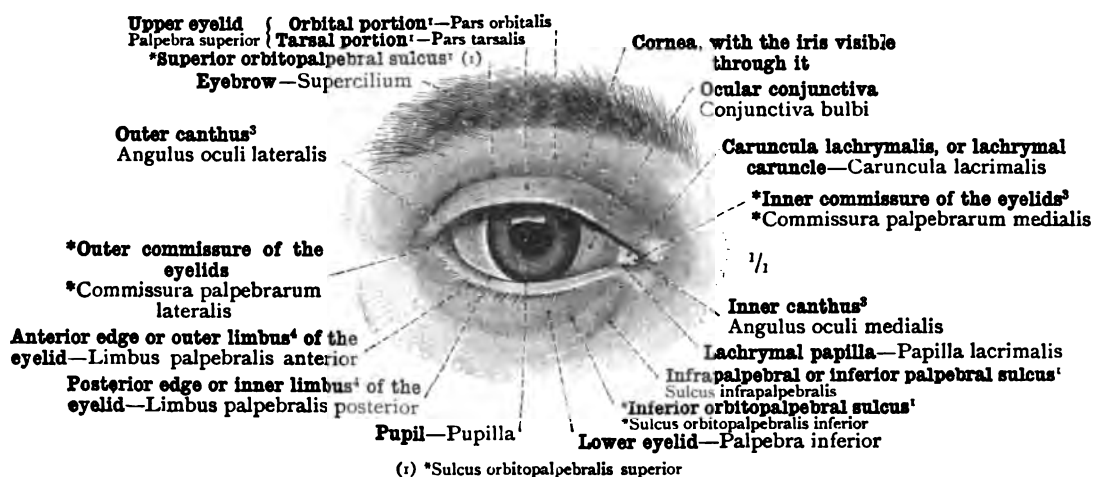 Upper eyelid { Orbital portion¹—Pars orbitalis
Palpebra superior { Tarsal portion¹—Pars tarsalis
*Superior orbitopalpebral sulcus¹ (1)
Eyebrow—Supercilium
Outer canthus³
Angulus oculi lateralis
*Outer commissure of the
eyelids
*Commissura palpebrarum
lateralis
Anterior edge or outer limbus⁴ of the
eyelid—Limbus palpebralis anterior
Posterior edge or inner limbus⁴ of the
eyelid—Limbus palpebralis posterior
Pupil—Pupilla
Cornea, with the iris visible
through it
Ocular conjunctiva
Conjunctiva bulbi
Caruncula lachrymalis, or lachrymal
caruncle—Caruncula lacrimalis
*Inner commissure of the eyelids³
*Commissura palpebrarum medialis
¹/₁
Inner canthus³
Angulus oculi medialis
Lachrymal papilla—Papilla lacrimalis
Infrapalpebral or inferior palpebral sulcus¹
Sulcus infrapalpebralis
*Inferior orbitopalpebral sulcus¹
*Sulcus orbitopalpebralis inferior
Lower eyelid—Palpebra inferior
(1) *Sulcus orbitopalpebralis superior